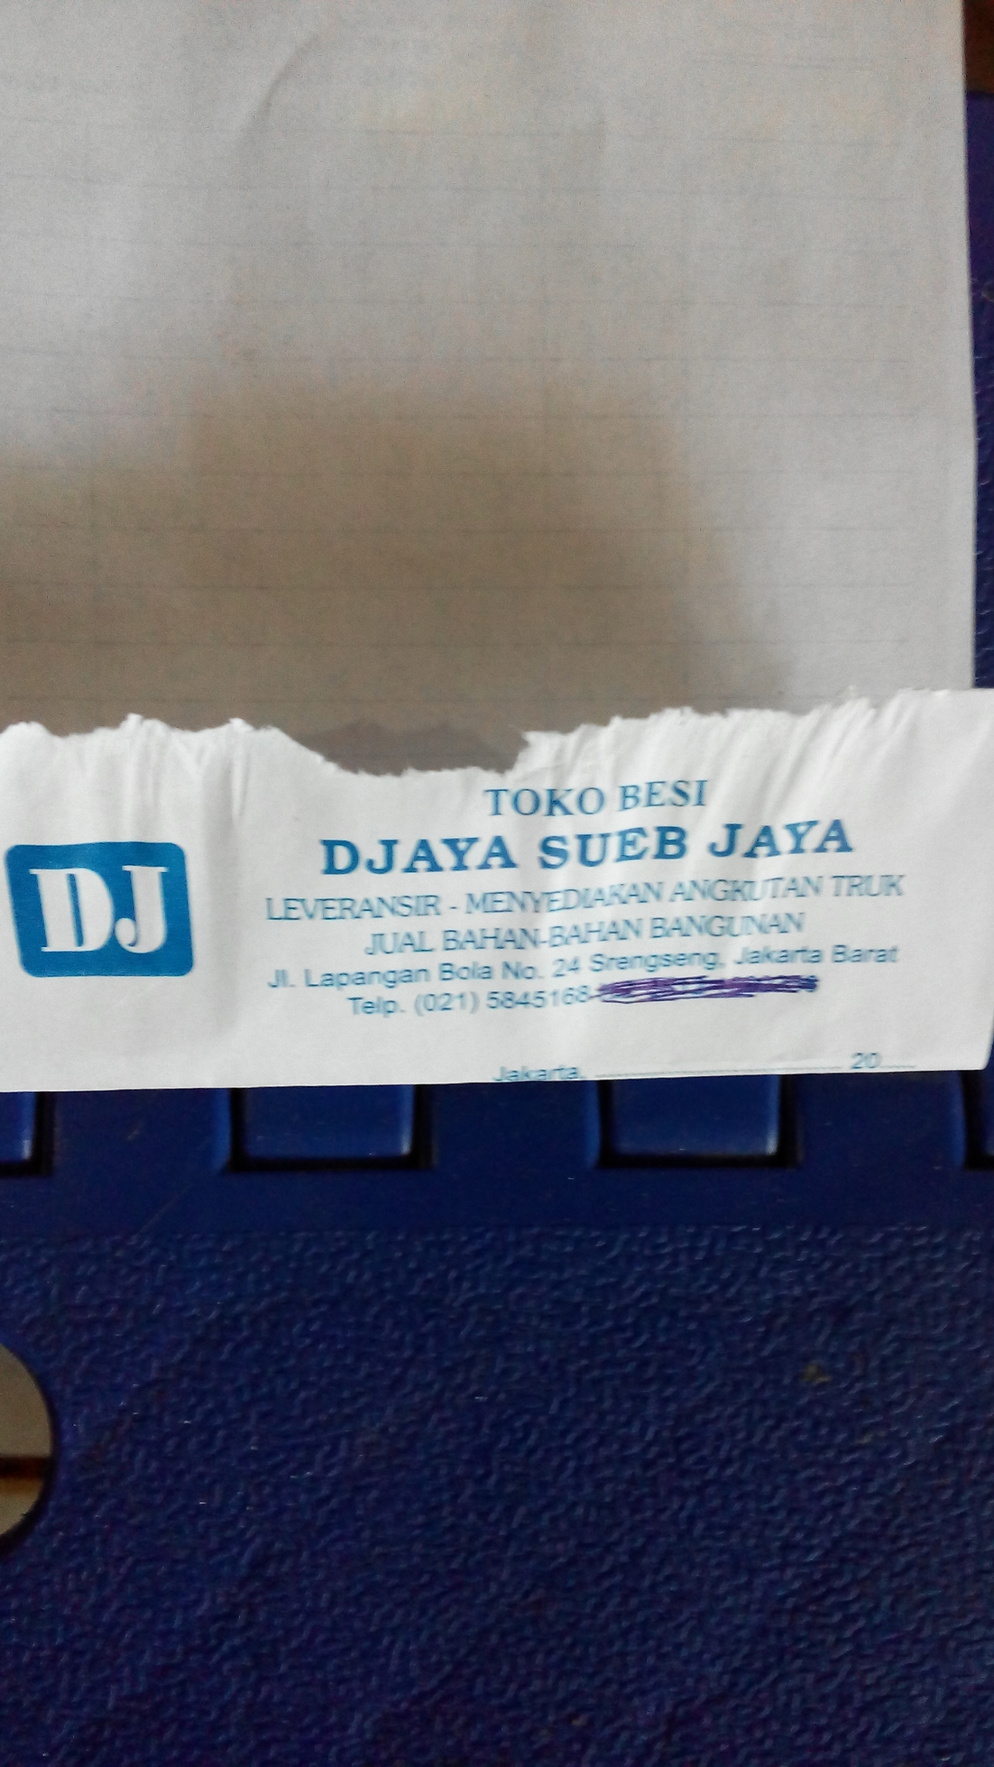 TOKO BESI
DJ
DJAYA SUEB JAYA
LEVERANSIR - MENYEDIAKAN ANGKUTAN TRUK
JUAL BAHAN-BAHAN BANGUNAN
Jl. Lapangan Bola No. 24 Srengseng, Jakarta Barat
Telp. (021) 5845168
Jakarta, .......................... 20......